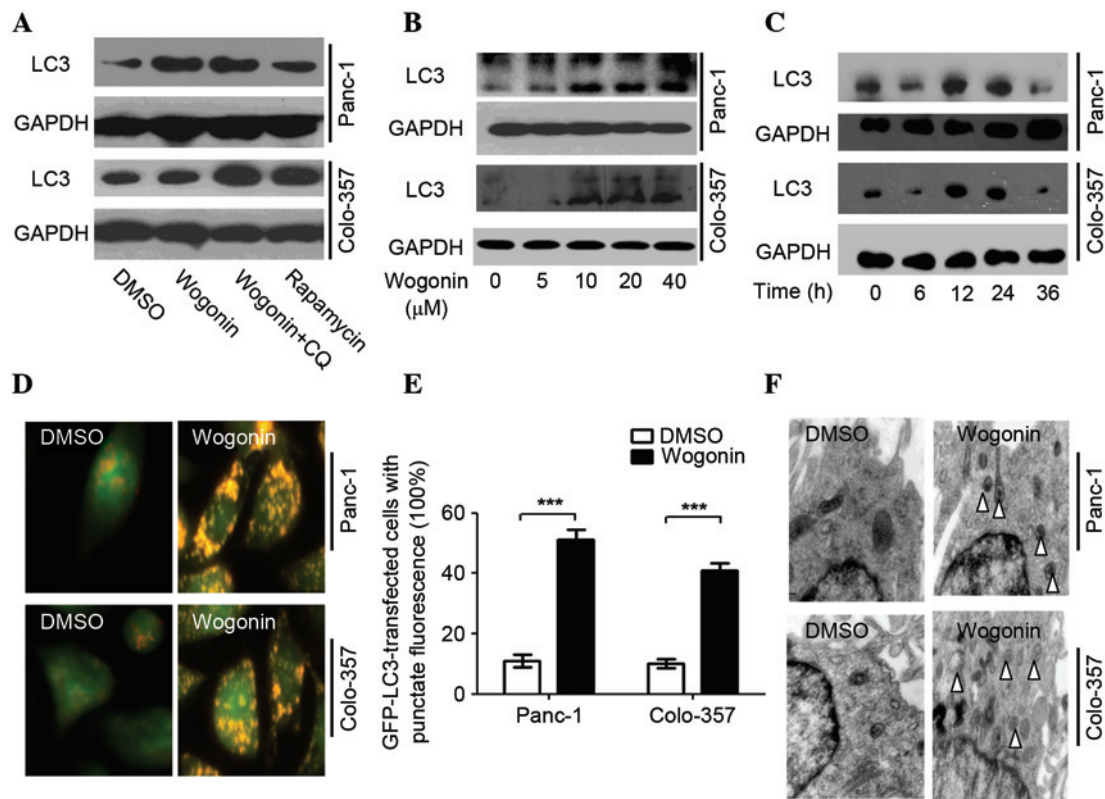 A
LC3
GAPDH
Panc-1
LC3
GAPDH
Colo-357
DMSO
Wogonin
Wogonin+CQ
Rapamycin
B
LC3
GAPDH
Panc-1
LC3
GAPDH
Colo-357
Wogonin 0 5 10 20 40
(µM)
C
LC3
GAPDH
Panc-1
LC3
GAPDH
Colo-357
Time (h) 0 6 12 24 36
D
DMSO Wogonin
Panc-1
DMSO Wogonin
Colo-357
E
DMSO
Wogonin
GFP-LC3-transfected cells with
punctate fluorescence (100%)
80
60
40
20
0
*** ***
Panc-1 Colo-357
F
DMSO Wogonin
Panc-1
DMSO Wogonin
Colo-357